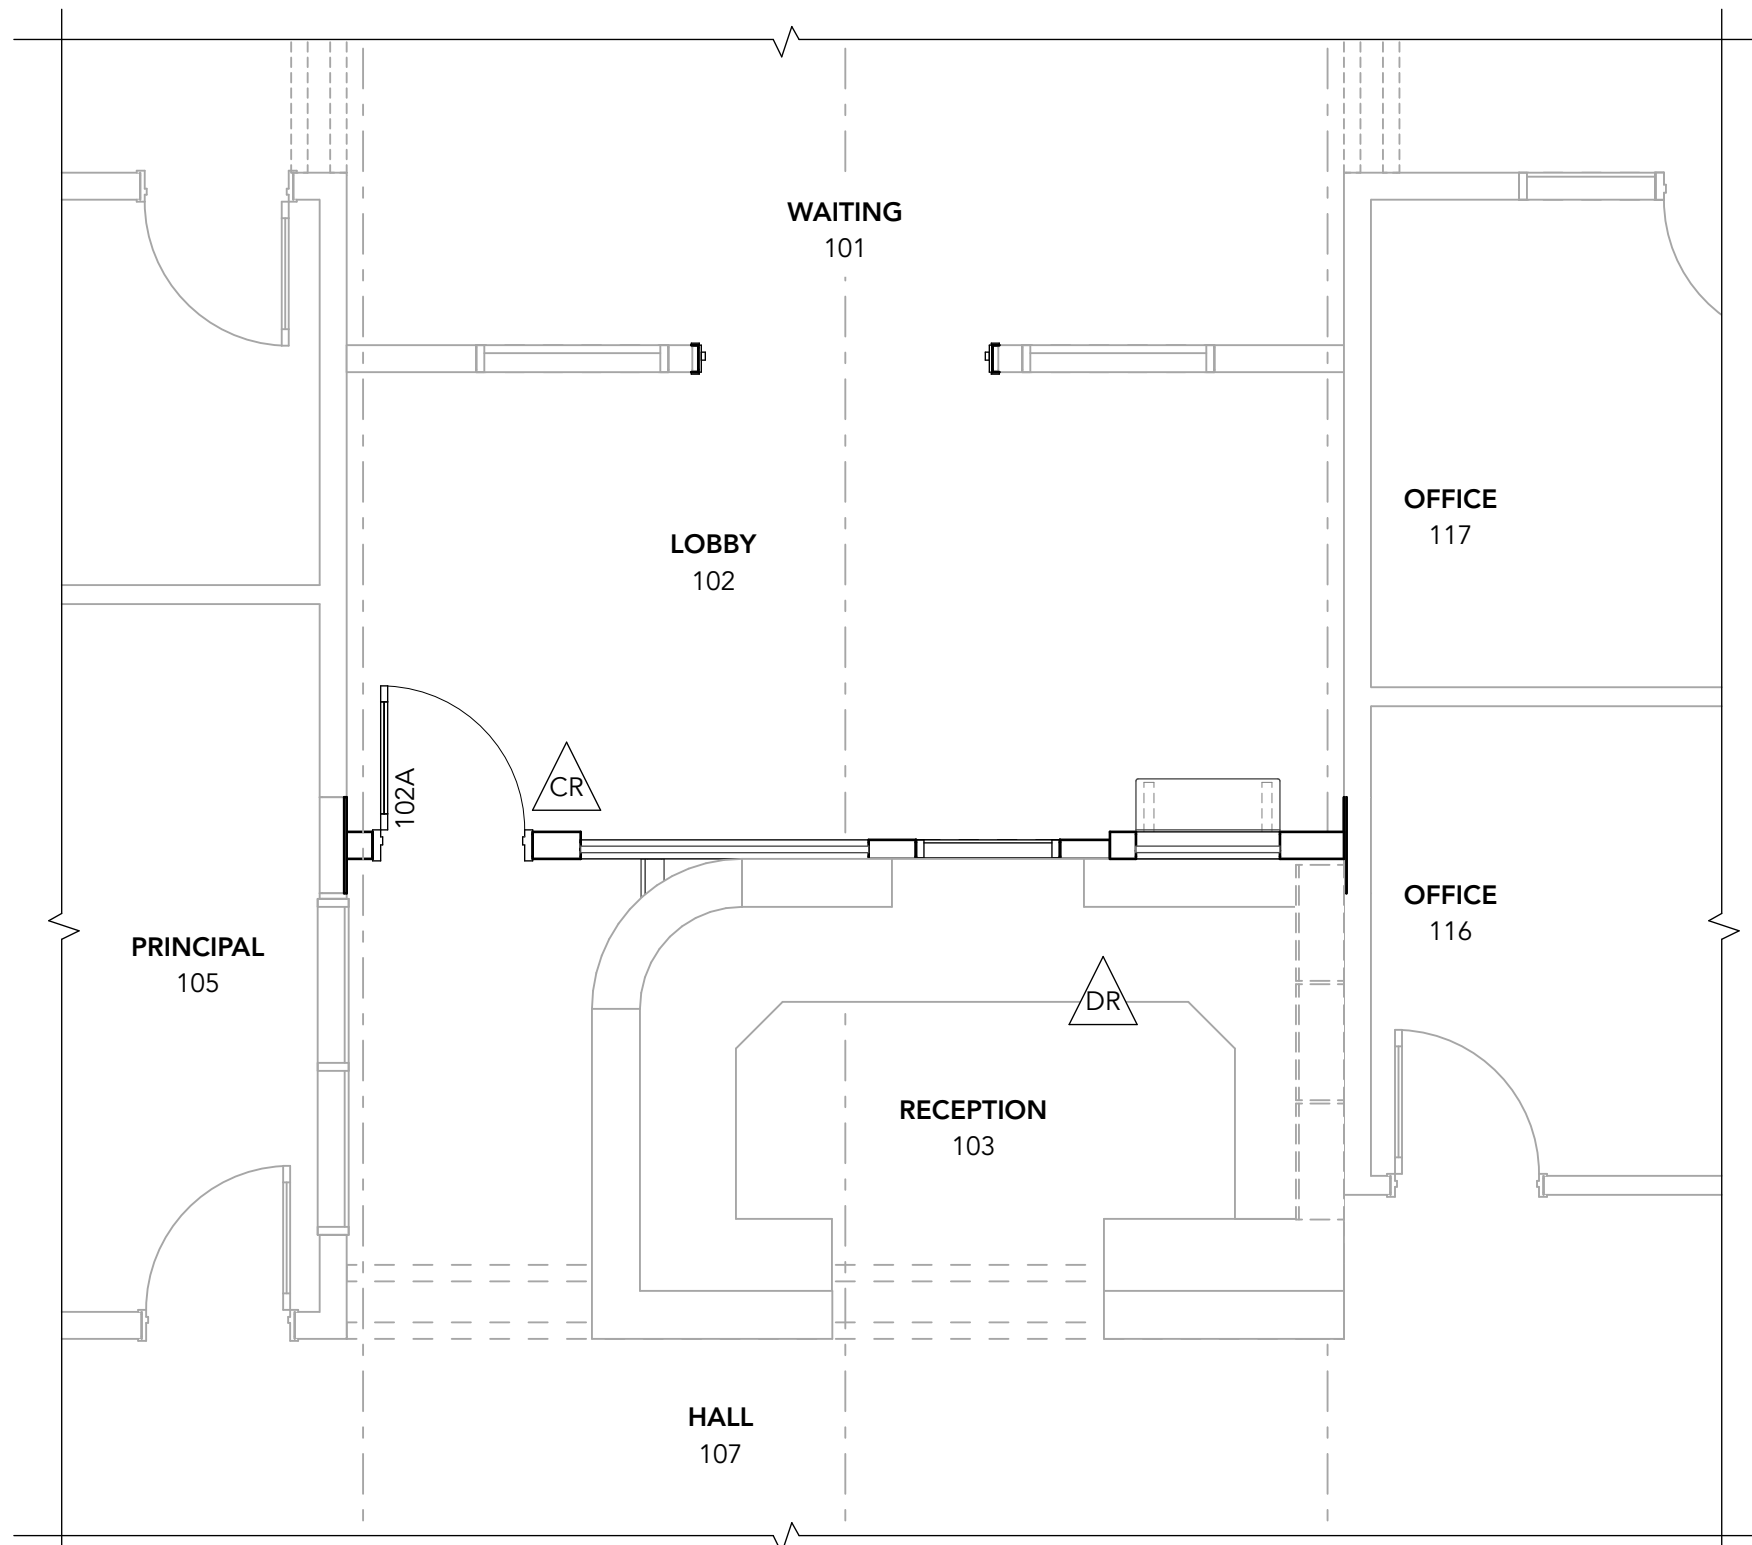 WAITING
101
OFFICE
117
LOBBY
102
102A
CR
OFFICE
116
PRINCIPAL
105
DR
RECEPTION
103
HALL
107